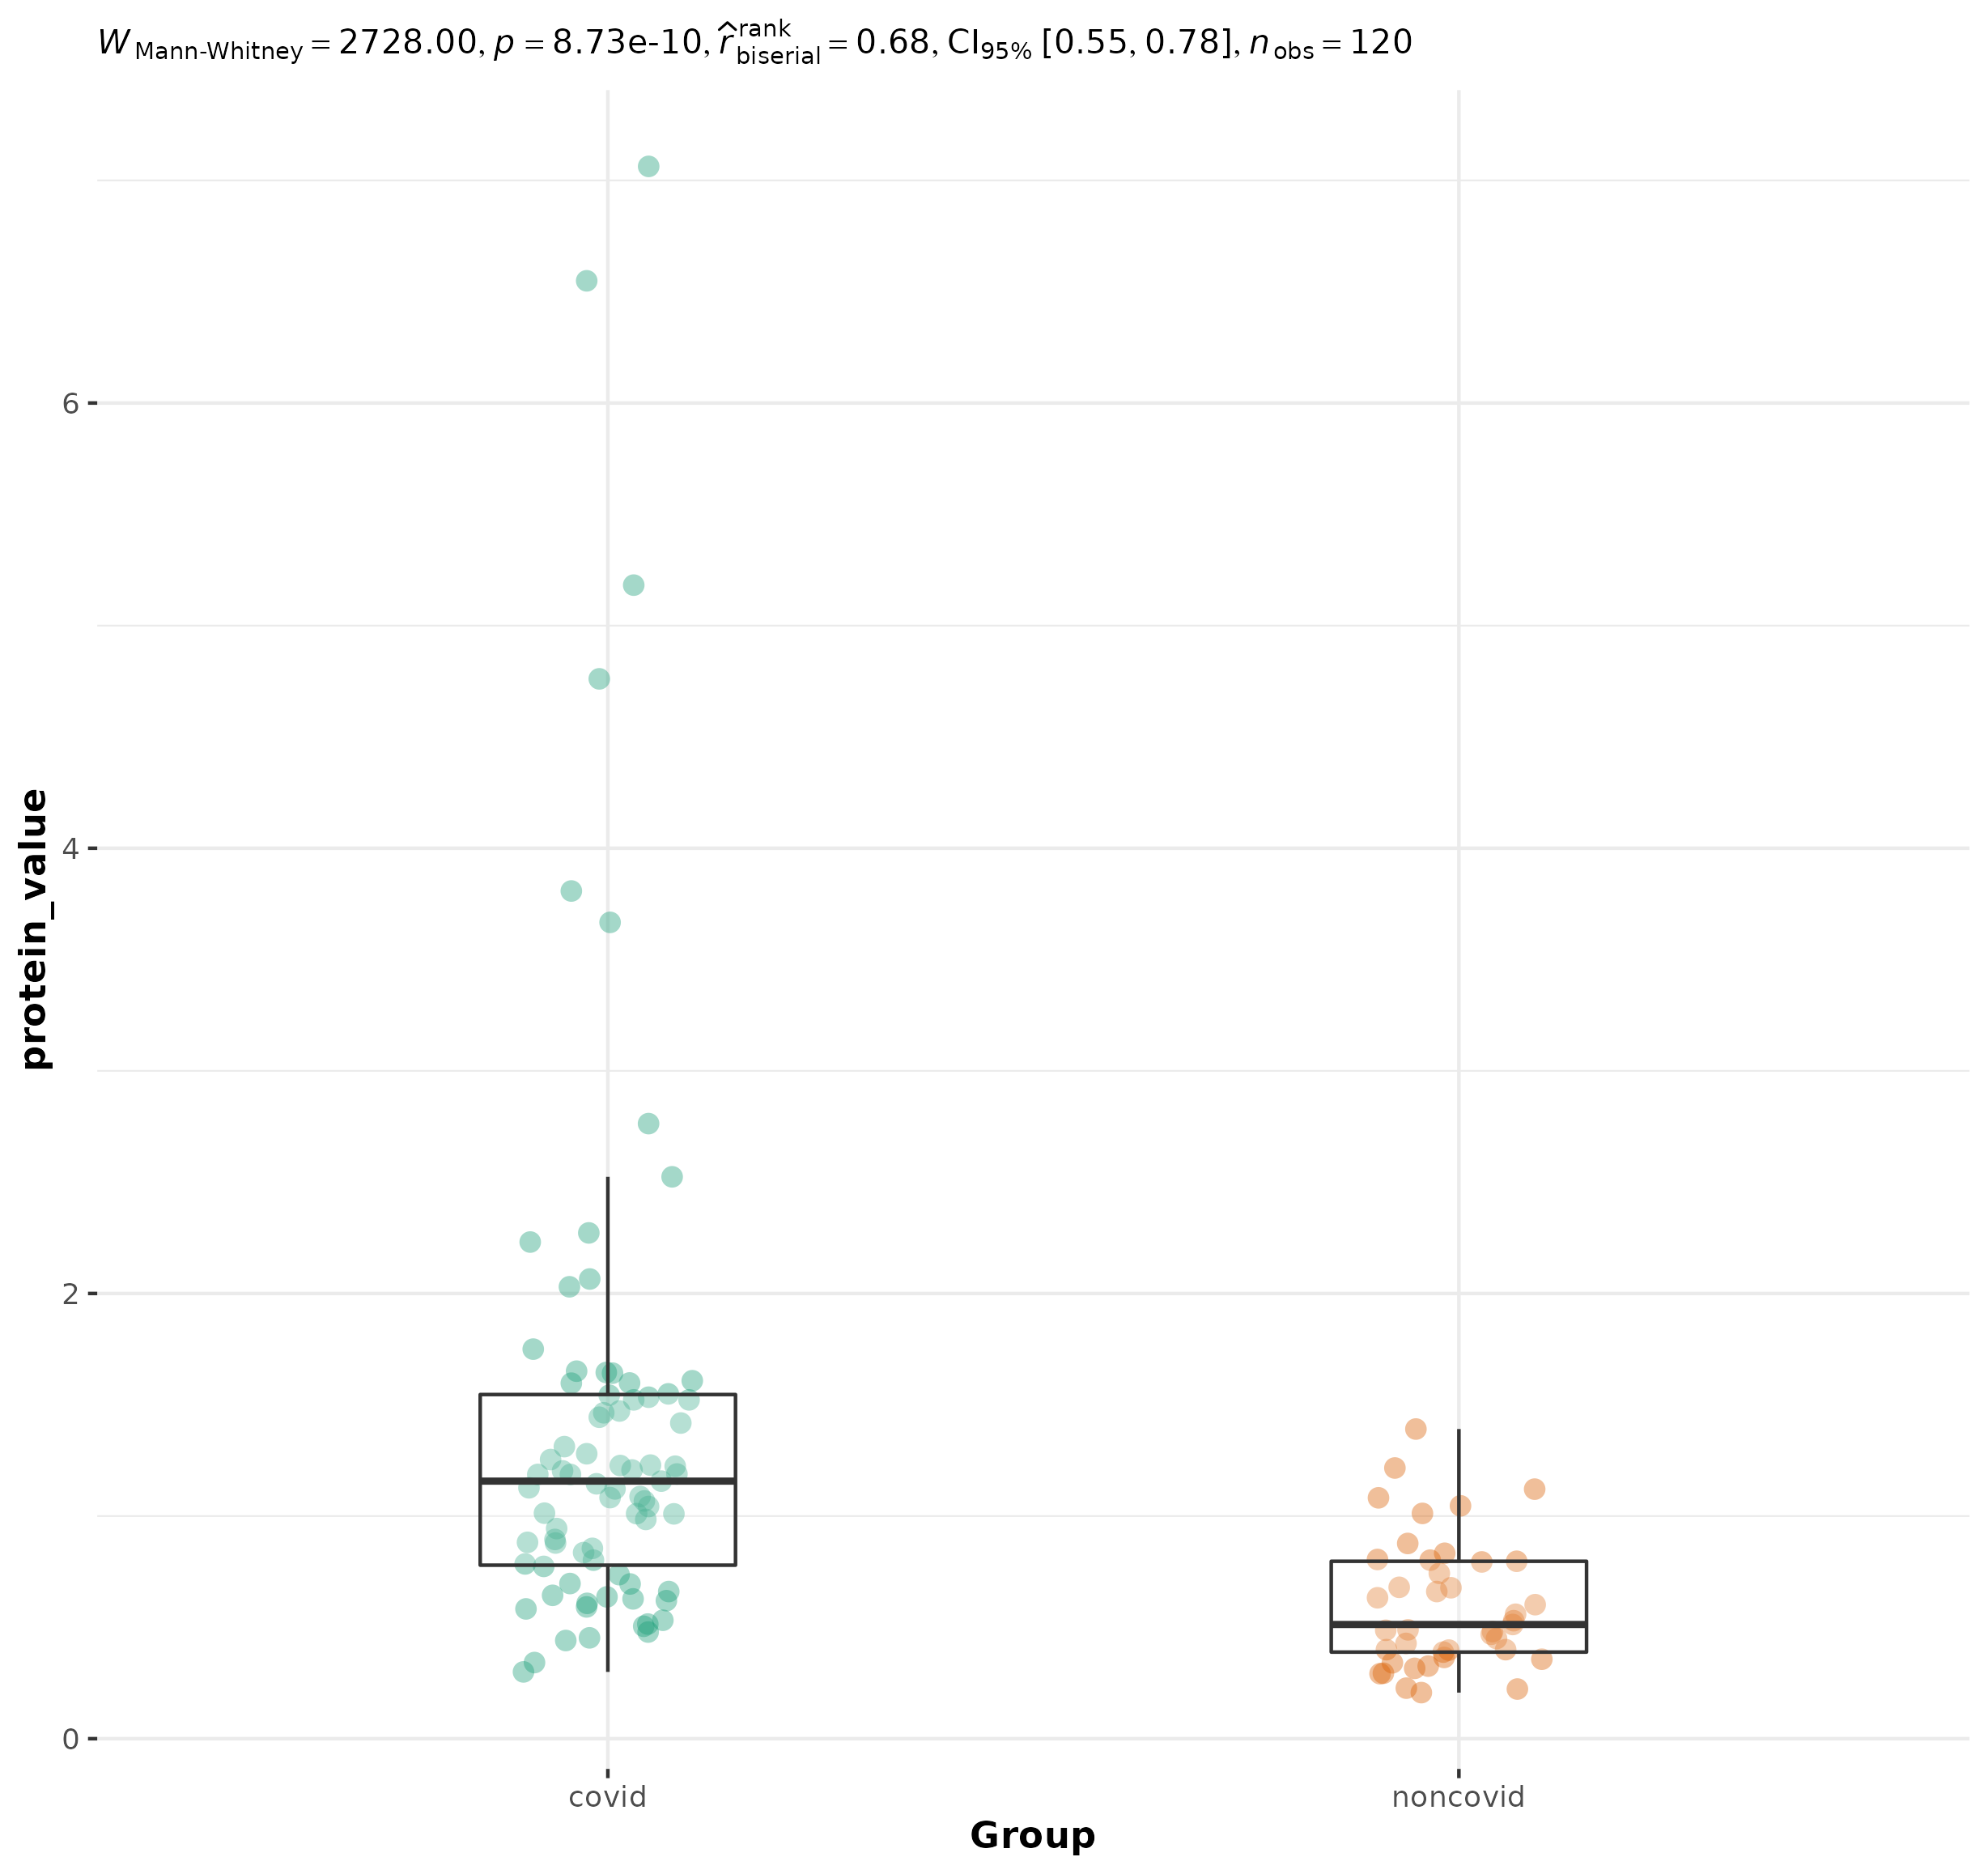 W Mann-Whitney = 2728.00, p = 8.73e-10, r̂ rank biserial = 0.68, CI95% [0.55, 0.78], nobs = 120
6
4
2
0
protein_value
covid noncovid
Group